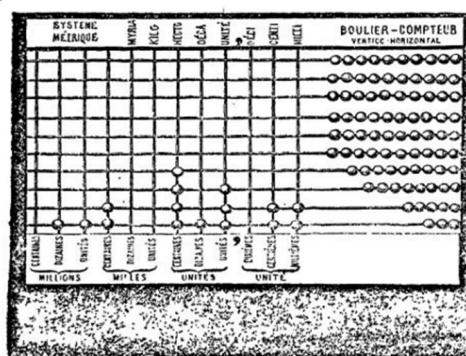 SYSTÈME
MÉTRIQUE
MYRIA
KILO
HECTO
DÉCA
UNITÉ
,
DÉCI
CENTI
MILLI
BOULIER-COMPTEUR
VERTICO-HORIZONTAL
CENTAINES
DIZAINES
UNITÉS
CENTAINES
DIZAINES
UNITÉS
CENTAINES
DIZAINES
UNITÉS
,
DIXIÈMES
CENTIÈMES
MILLIÈMES
MILLIONS
MILLES
UNITÉS
UNITÉ